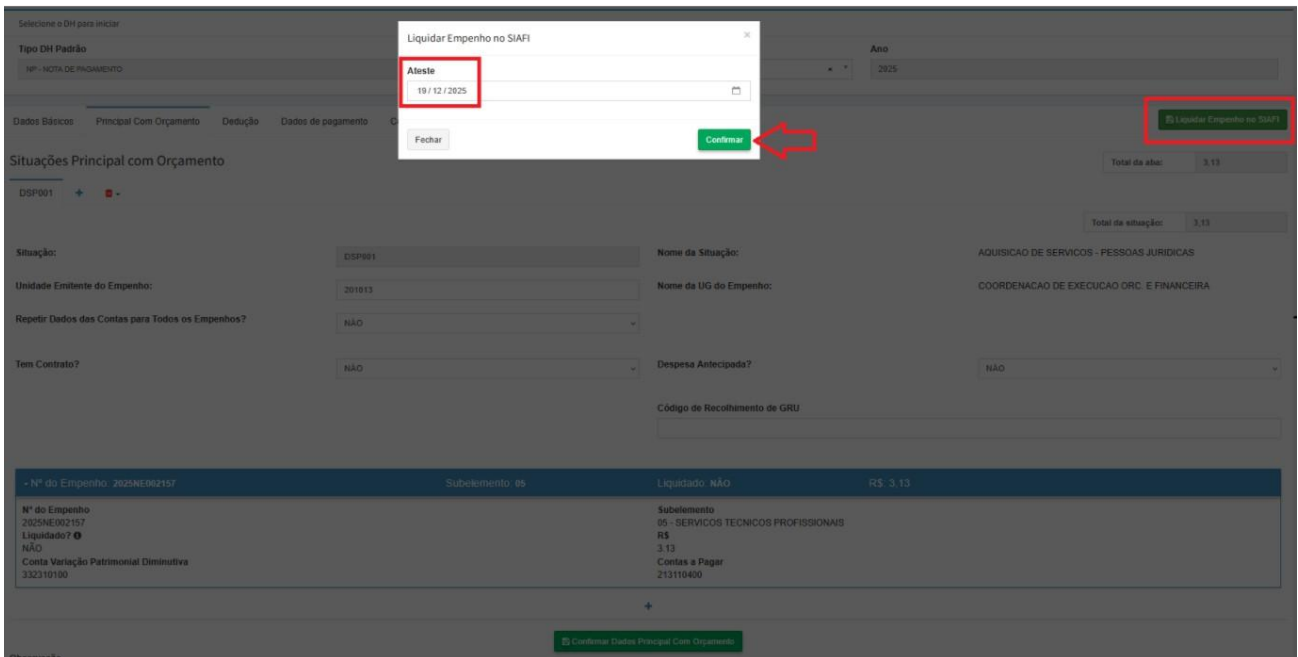 Selecione o DH para iniciar
Tipo DH Padrão
NP - NOTA DE PAGAMENTO
Ano
2025
Liquidar Empenho no SIAFI
×
Ateste
19 / 12 / 2025
Fechar
Confirmar
Dados Básicos Principal Com Orçamento Dedução Dados de pagamento
Liquidar Empenho no SIAFI
Situações Principal com Orçamento
Total da aba: 3,13
DSP001 +
Total da situação: 3,13
Situação: DSP001 Nome da Situação: AQUISICAO DE SERVICOS - PESSOAS JURIDICAS
Unidade Emitente do Empenho: 201013 Nome da UG do Empenho: COORDENACAO DE EXECUCAO ORC. E FINANCEIRA
Repetir Dados das Contas para Todos os Empenhos? NÃO
Tem Contrato? NÃO Despesa Antecipada? NÃO
Código de Recolhimento de GRU
- Nº do Empenho: 2025NE002157 Subelemento: 05 Liquidado: NÃO R$: 3,13
Nº do Empenho
2025NE002157
Liquidado?
NÃO
Conta Variação Patrimonial Diminutiva
332310100
Subelemento
05 - SERVICOS TECNICOS PROFISSIONAIS
R$
3.13
Contas a Pagar
213110400
+
Confirmar Dados Principal Com Orçamento